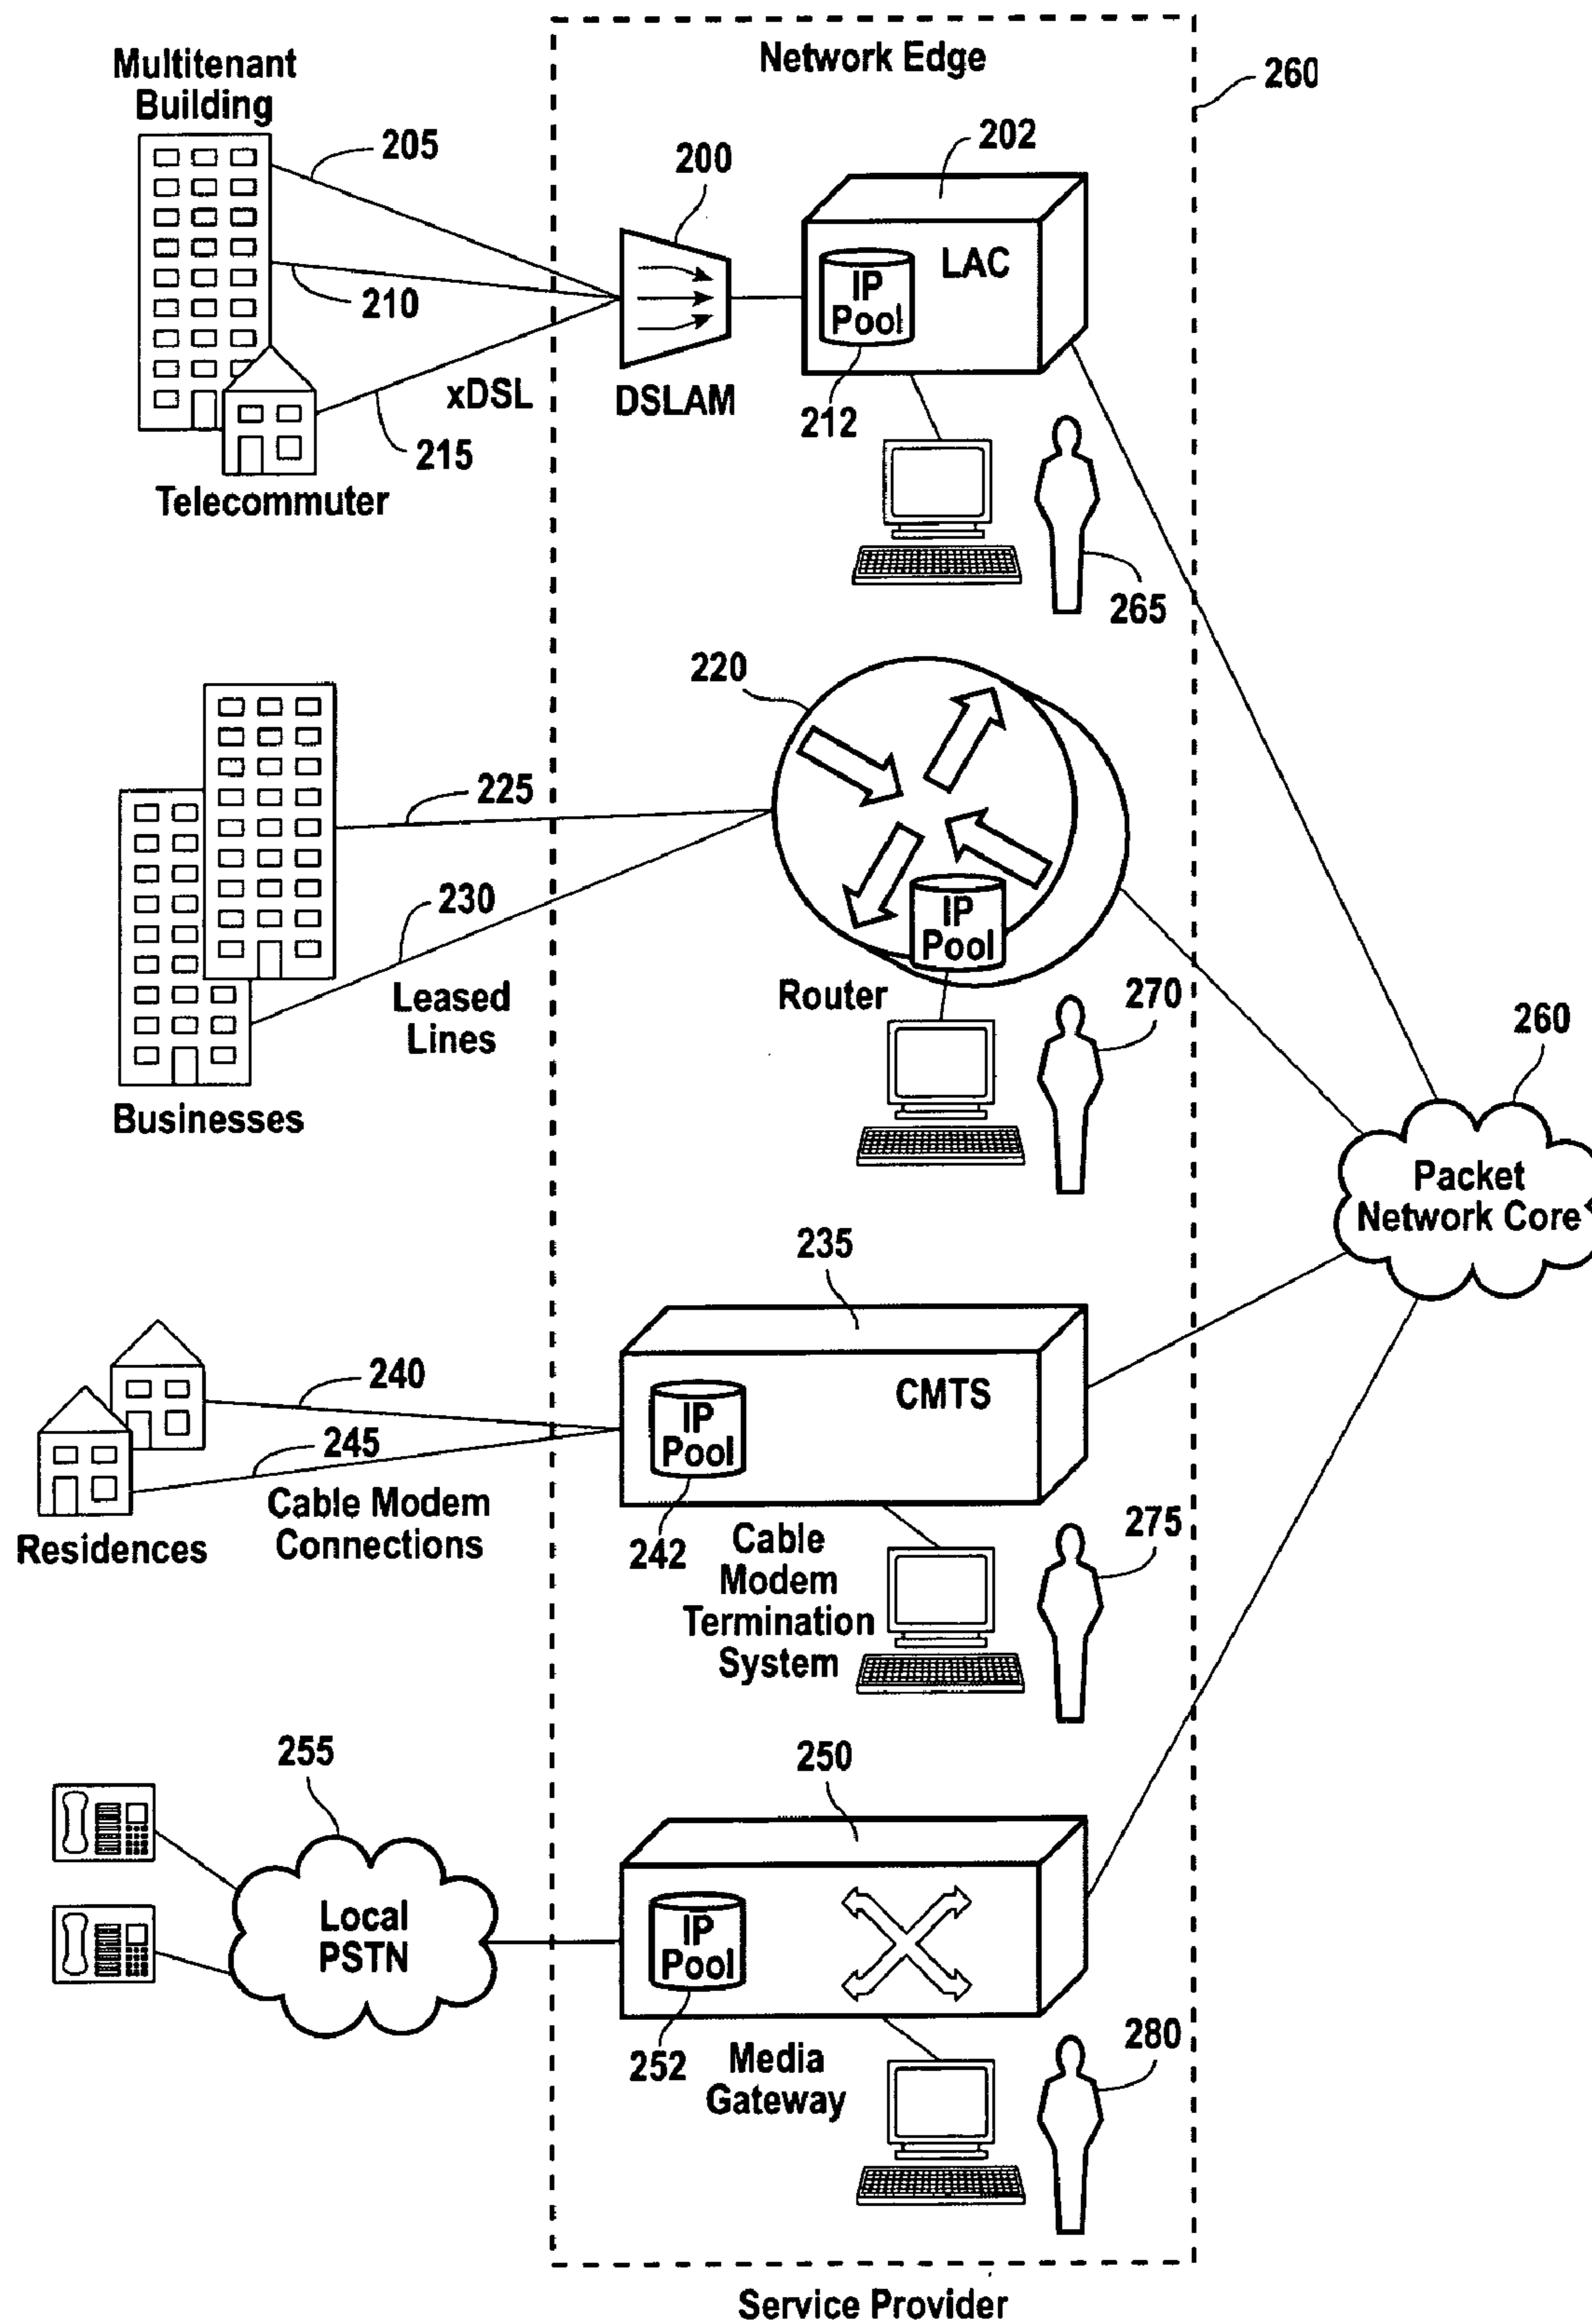 Network Edge
260
Multitenant
Building
205
200
202
LAC
IP
Pool
210
xDSL
DSLAM
212
215
Telecommuter
265
220
225
230
IP
Pool
Leased
Lines
Router
270
Businesses
260
Packet
Network Core
235
CMTS
240
IP
Pool
245
Cable Modem
Connections
Residences
242
Cable
Modem
Termination
System
275
255
250
Local
PSTN
IP
Pool
252
Media
Gateway
280
Service Provider